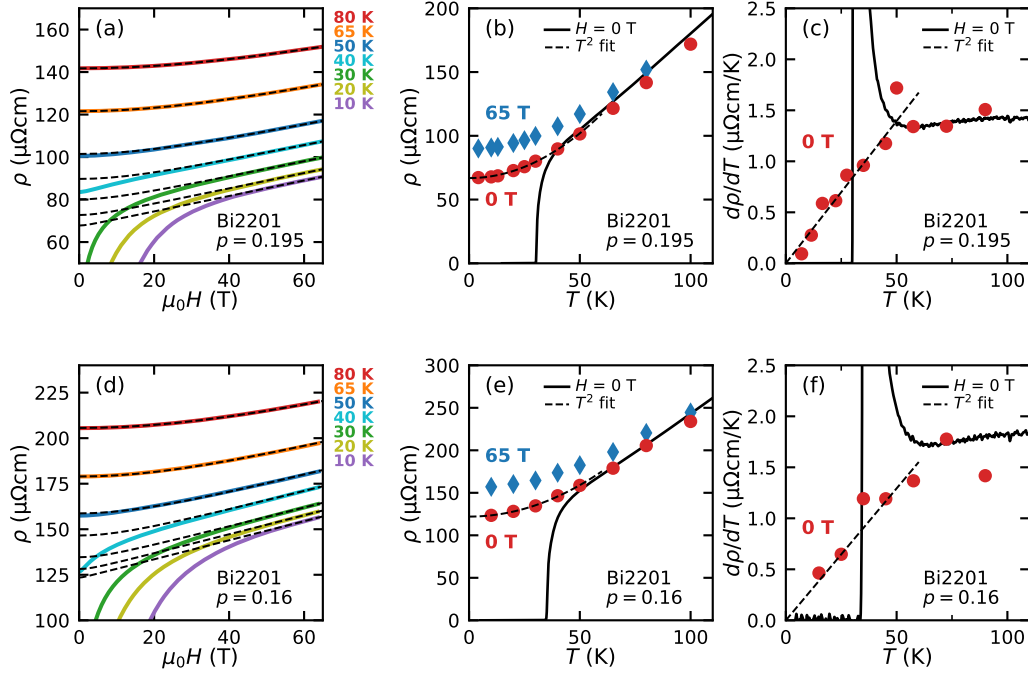 (a)
160
140
120
100
80
60
ρ (μΩcm)
0
20
40
60
μ₀H (T)
80 K
65 K
50 K
40 K
30 K
20 K
10 K
Bi2201
p = 0.195
(b)
200
150
100
50
0
ρ (μΩcm)
0
50
100
T (K)
H = 0 T
T² fit
65 T
0 T
Bi2201
p = 0.195
(c)
2.5
2.0
1.5
1.0
0.5
0.0
dρ/dT (μΩcm/K)
0
50
100
T (K)
H = 0 T
T² fit
0 T
Bi2201
p = 0.195
(d)
225
200
175
150
125
100
ρ (μΩcm)
0
20
40
60
μ₀H (T)
80 K
65 K
50 K
40 K
30 K
20 K
10 K
Bi2201
p = 0.16
(e)
300
250
200
150
100
50
0
ρ (μΩcm)
0
50
100
T (K)
H = 0 T
T² fit
65 T
0 T
Bi2201
p = 0.16
(f)
2.5
2.0
1.5
1.0
0.5
0.0
dρ/dT (μΩcm/K)
0
50
100
T (K)
H = 0 T
T² fit
0 T
Bi2201
p = 0.16